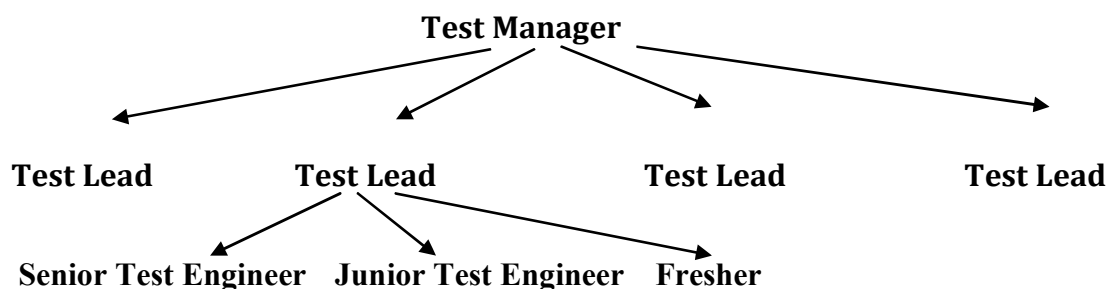 Test Manager
Test Lead Test Lead Test Lead Test Lead
Senior Test Engineer Junior Test Engineer Fresher